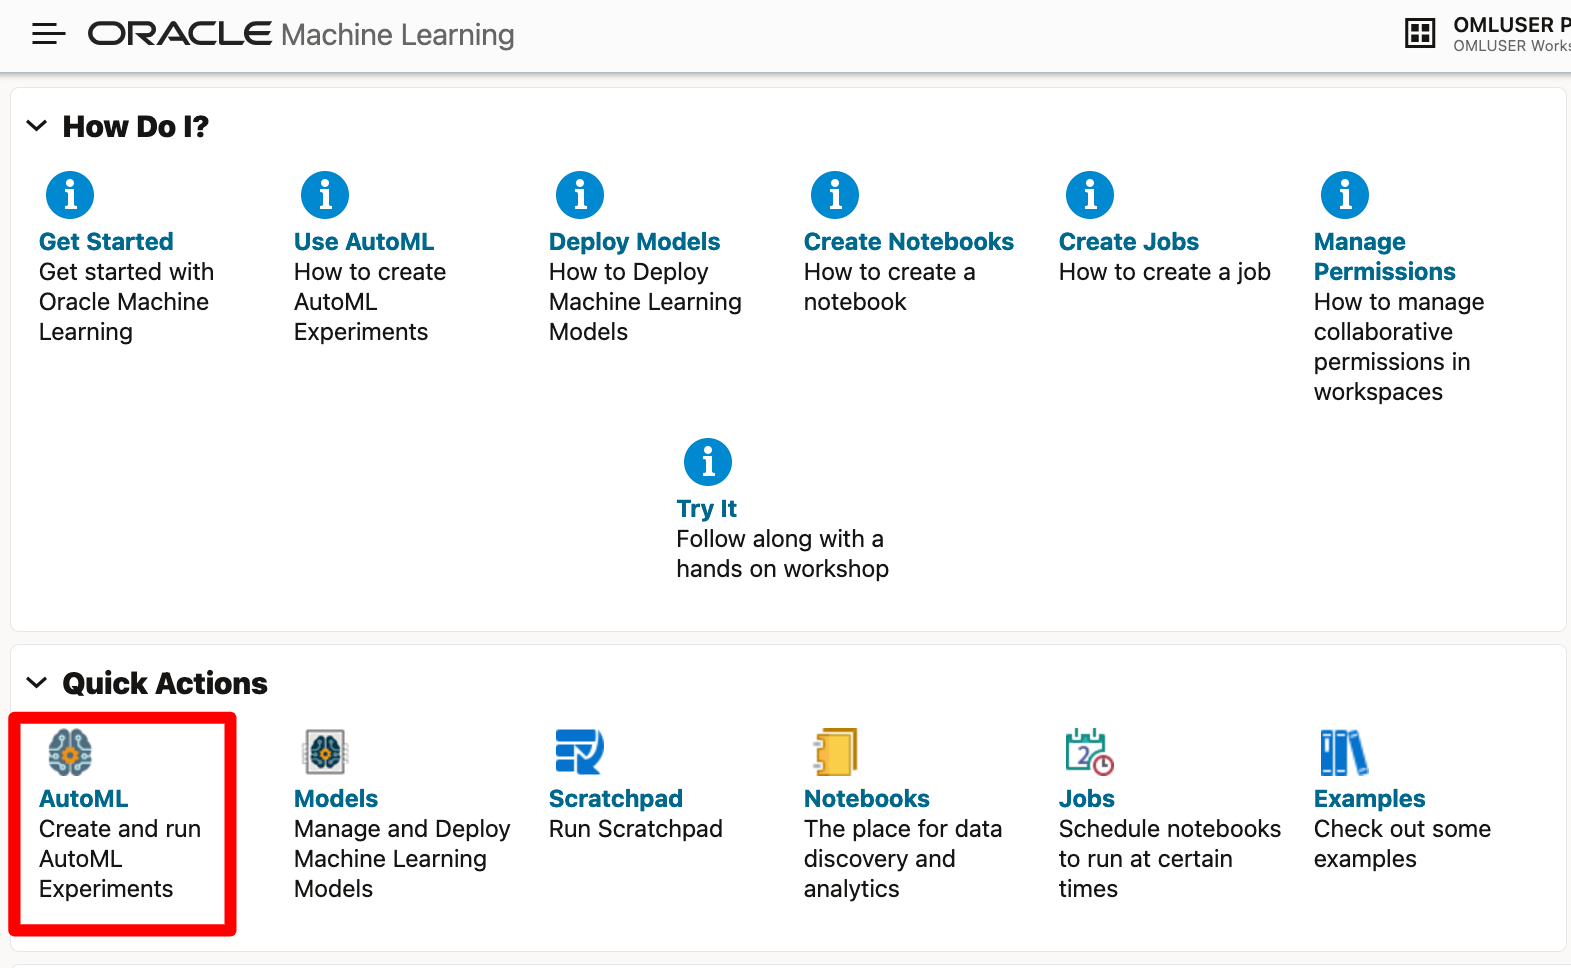 ORACLE Machine Learning
OMLUSER P
OMLUSER Works
How Do I?
Get Started
Get started with
Oracle Machine
Learning
Use AutoML
How to create
AutoML
Experiments
Deploy Models
How to Deploy
Machine Learning
Models
Create Notebooks
How to create a
notebook
Create Jobs
How to create a job
Manage
Permissions
How to manage
collaborative
permissions in
workspaces
Try It
Follow along with a
hands on workshop
Quick Actions
AutoML
Create and run
AutoML
Experiments
Models
Manage and Deploy
Machine Learning
Models
Scratchpad
Run Scratchpad
Notebooks
The place for data
discovery and
analytics
2
Jobs
Schedule notebooks
to run at certain
times
Examples
Check out some
examples